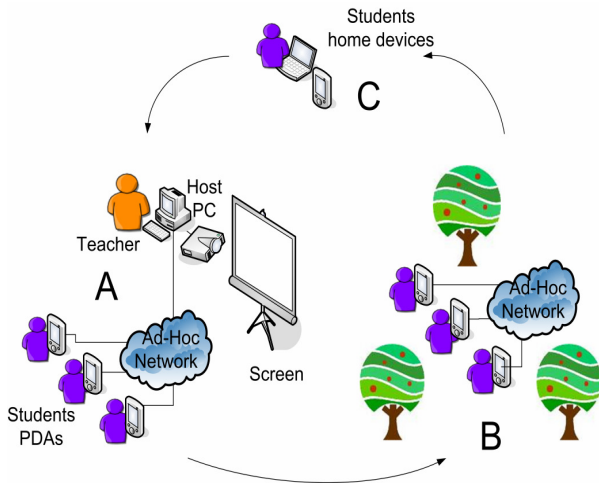 Students
home devices
C
Host
PC
Teacher
A
Ad-Hoc
Network
Screen
Students
PDAs
Ad-Hoc
Network
B